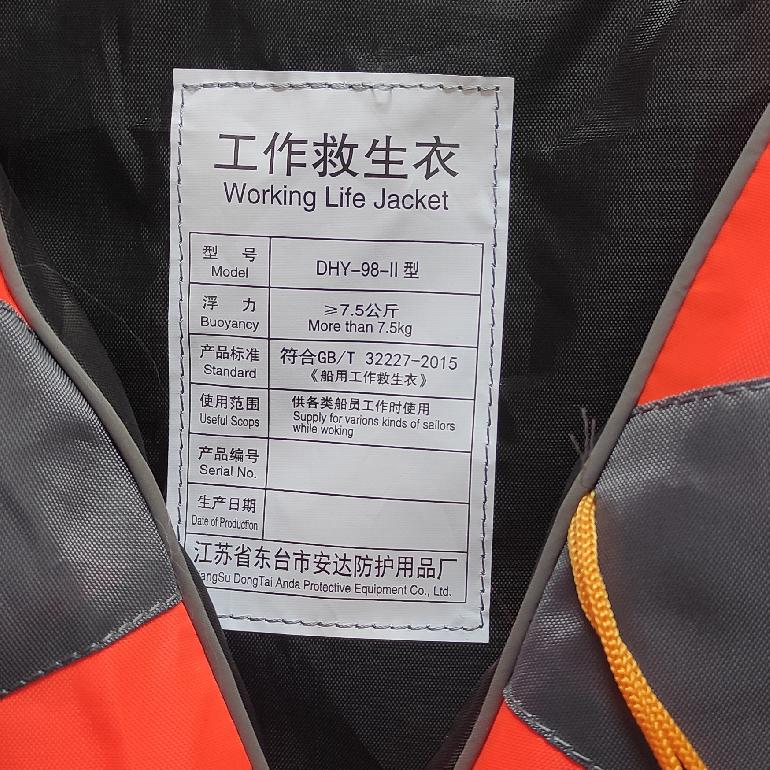 工作救生衣
Working Life Jacket
型 号
Model
DHY-98-II型
浮 力
Buoyancy
≥7.5公斤
More than 7.5kg
产品标准
Standard
符合GB/T 32227-2015
《船用工作救生衣》
使用范围
Useful Scops
供各类船员工作时使用
Supply for varions kinds of sailors
while woking
产品编号
Serial No.
生产日期
Date of Production
江苏省东台市安达防护用品厂
angSu DongTai Anda Protective Equipment Co., Ltd.